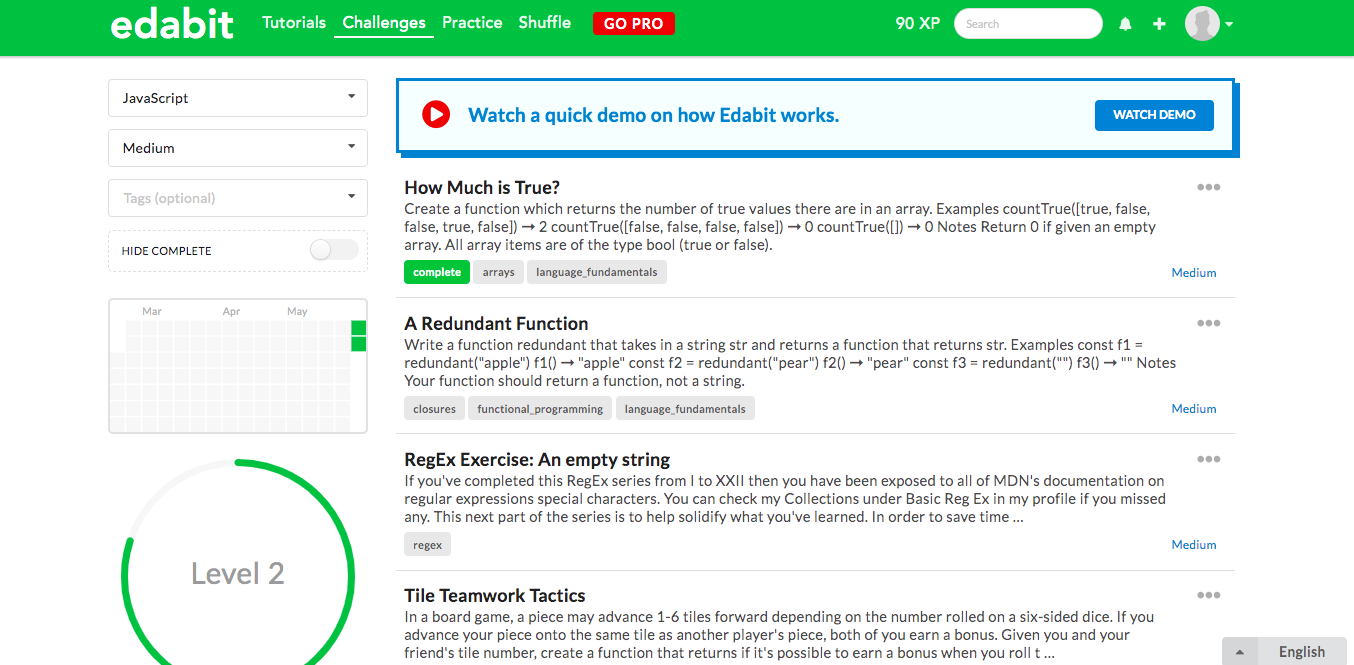 edabit Tutorials Challenges Practice Shuffle GO PRO 90 XP Search
JavaScript
Medium
Tags (optional)
HIDE COMPLETE
Mar Apr May
Level 2
Watch a quick demo on how Edabit works. WATCH DEMO
How Much is True?
Create a function which returns the number of true values there are in an array. Examples countTrue([true, false,
false, true, false]) ➞ 2 countTrue([false, false, false, false]) ➞ 0 countTrue([]) ➞ 0 Notes Return 0 if given an empty
array. All array items are of the type bool (true or false).
complete arrays language_fundamentals Medium
A Redundant Function
Write a function redundant that takes in a string str and returns a function that returns str. Examples const f1 =
redundant("apple") f1() ➞ "apple" const f2 = redundant("pear") f2() ➞ "pear" const f3 = redundant("") f3() ➞ "" Notes
Your function should return a function, not a string.
closures functional_programming language_fundamentals Medium
RegEx Exercise: An empty string
If you've completed this RegEx series from I to XXII then you have been exposed to all of MDN's documentation on
regular expressions special characters. You can check my Collections under Basic Reg Ex in my profile if you missed
any. This next part of the series is to help solidify what you've learned. In order to save time ...
regex Medium
Tile Teamwork Tactics
In a board game, a piece may advance 1-6 tiles forward depending on the number rolled on a six-sided dice. If you
advance your piece onto the same tile as another player's piece, both of you earn a bonus. Given you and your
friend's tile number, create a function that returns if it's possible to earn a bonus when you roll t ...
English